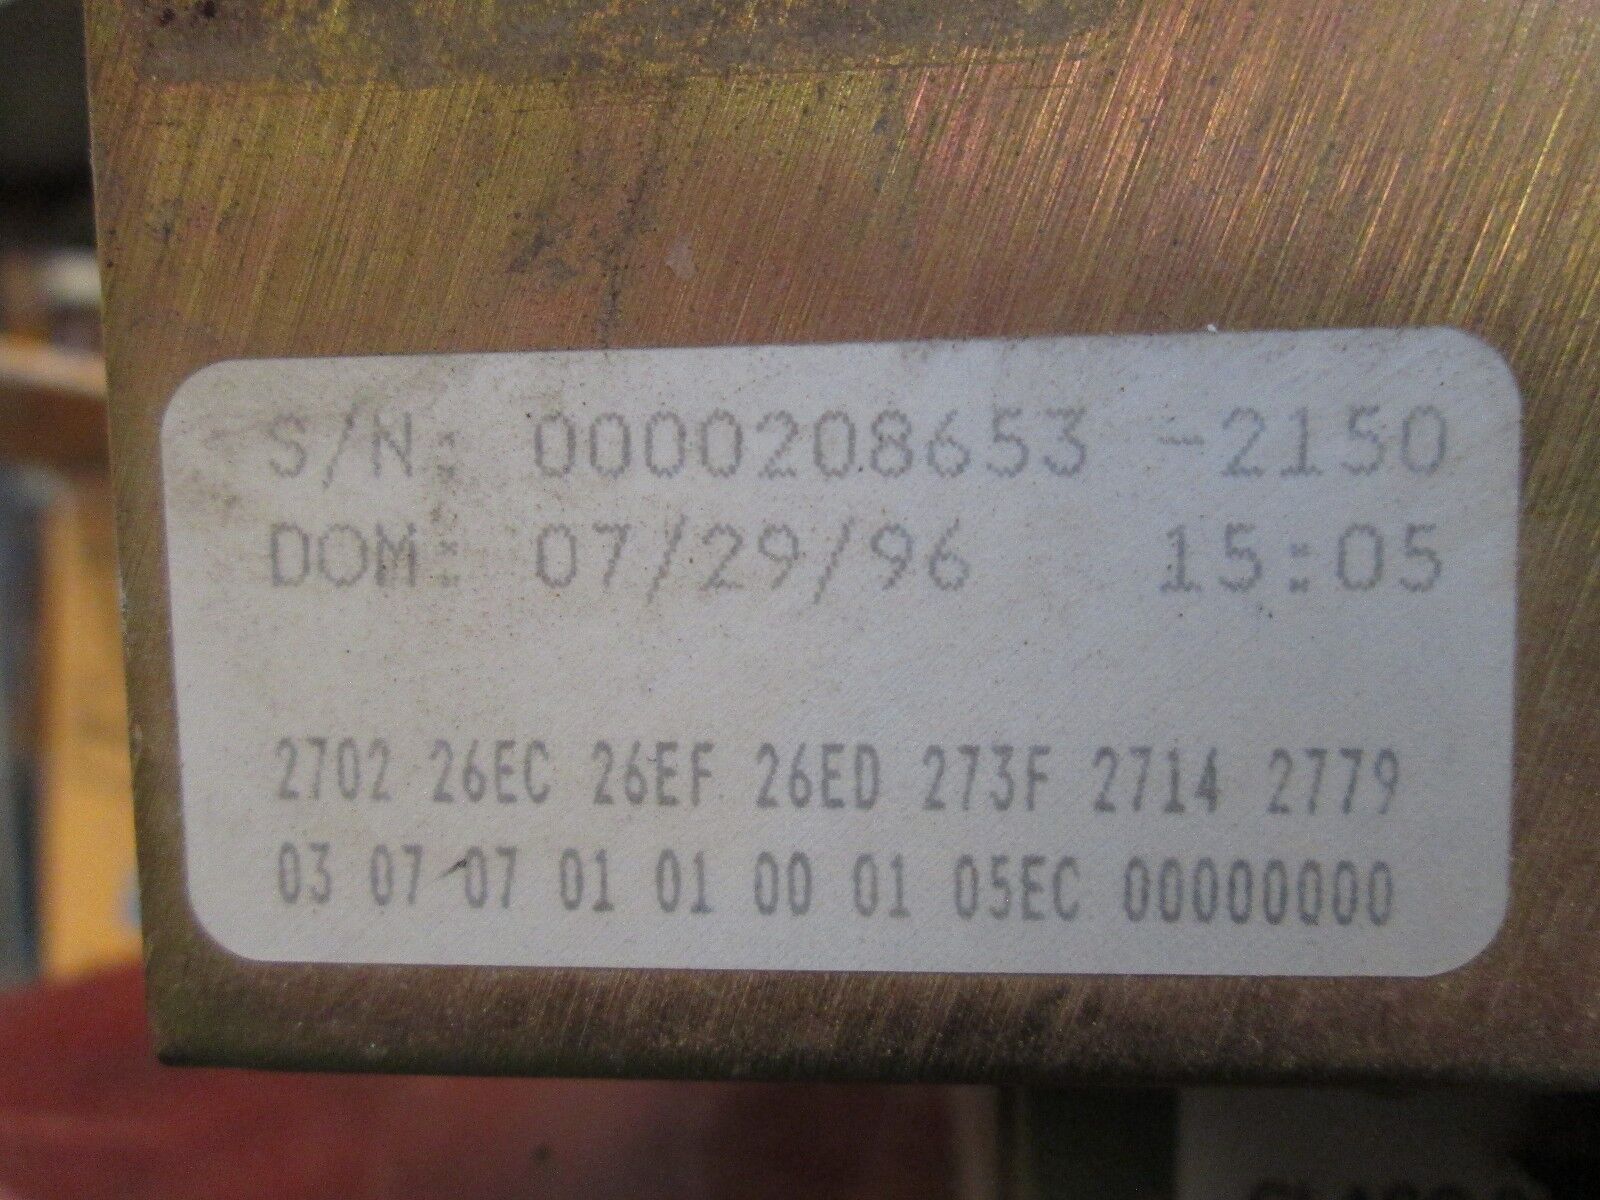 S/N: 0000208653 -2150
DOM: 07/29/96 15:05
2702 26EC 26EF 26ED 273F 2714 2779
03 07 07 01 01 00 01 05EC 00000000